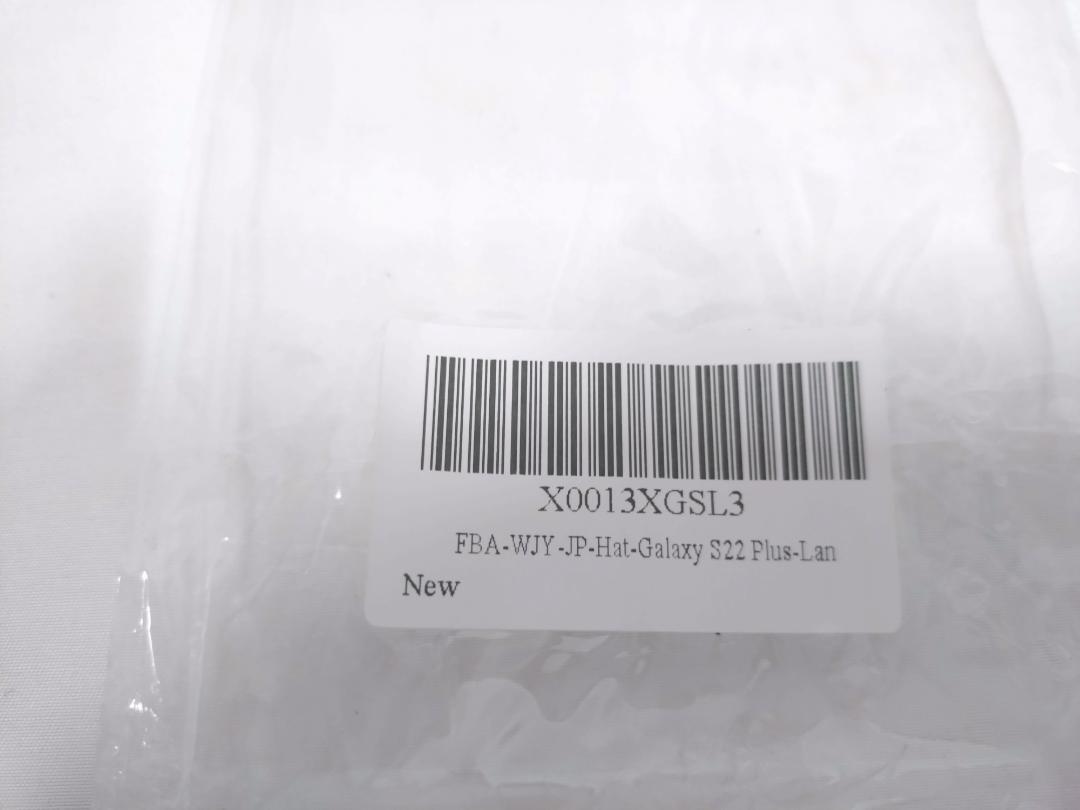 X0013XGSL3
FBA-WJY-JP-Hat-Galaxy S22 Plus-Lan
New